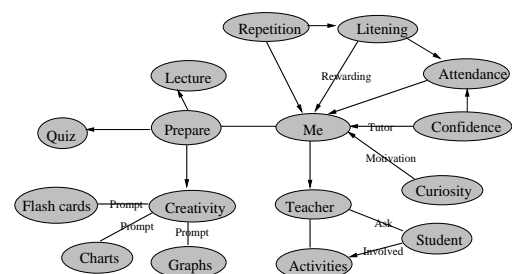 Repetition
Litening
Lecture
Rewarding
Attendance
Quiz
Prepare
Me
Tutor
Confidence
Motivation
Curiosity
Flash cards
Prompt
Creativity
Teacher
Prompt
Ask
Student
Prompt
Involved
Charts
Graphs
Activities